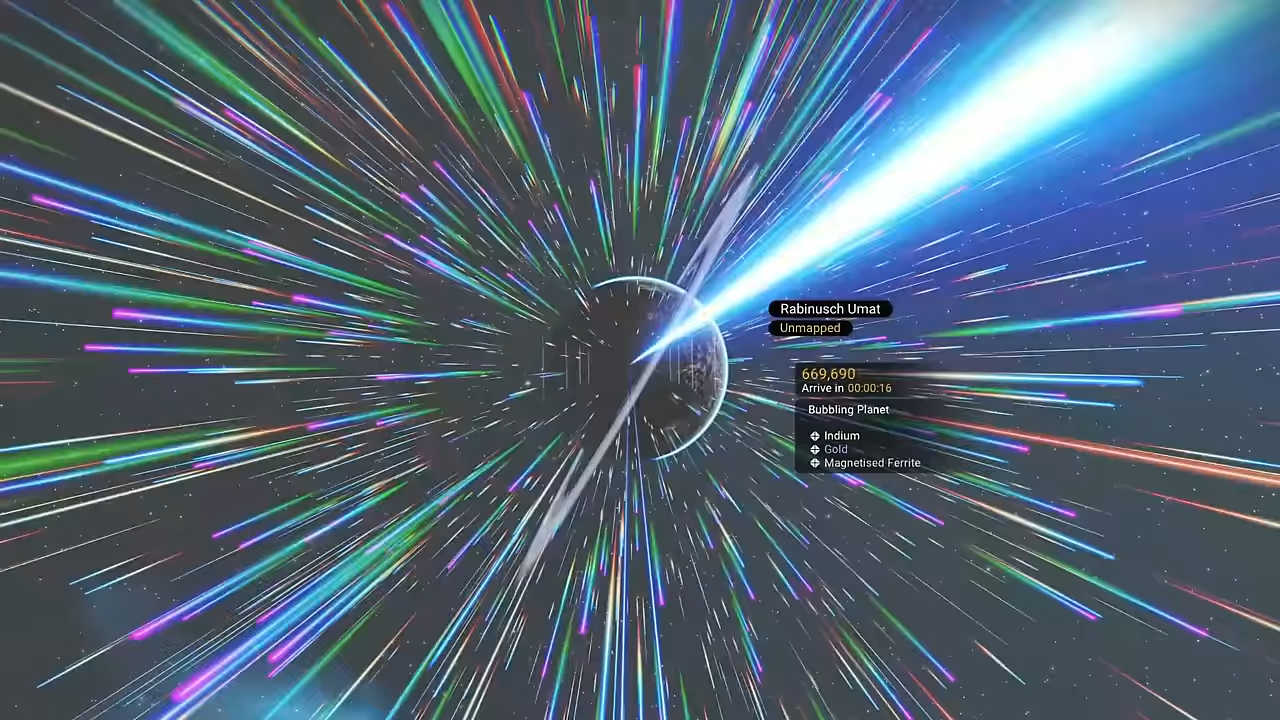 Rabinusch Umat
Unmapped
669,690
Arrive in 00:00:16
Bubbling Planet
Indium
Gold
Magnetised Ferrite